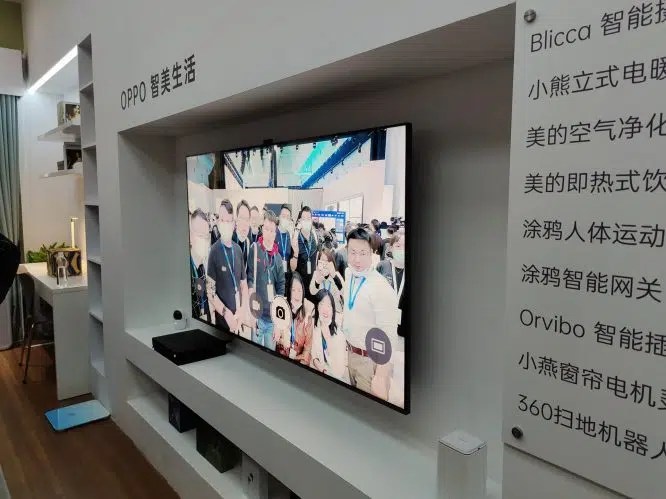 OPPO 智美生活
Blicca 智能插
小熊立式电暖
美的空气净化
美的即热式饮
涂鸦人体运动
涂鸦智能网关
Orvibo 智能插
小燕窗帘电机
360扫地机器人